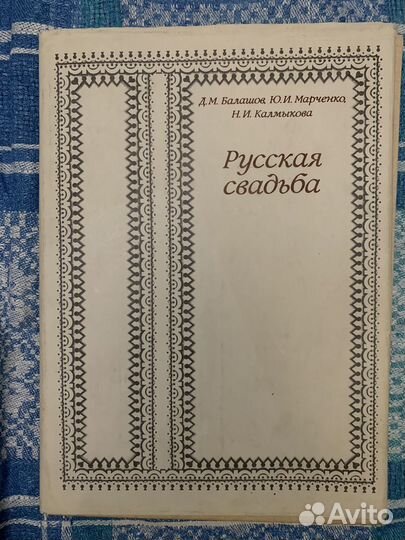 Д.М. Балашов, Ю.И. Марченко,
Н.И. Калмыкова
Русская
свадьба
Avito